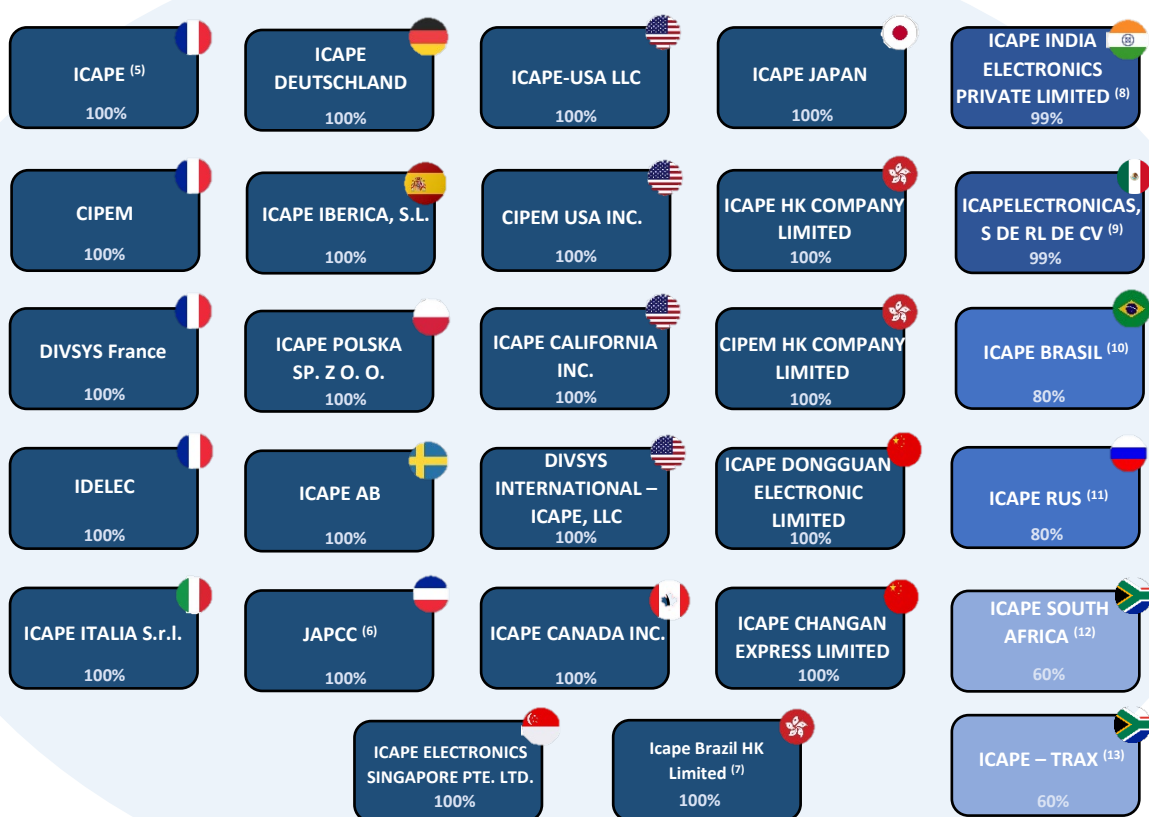 ICAPE (5)
100%
ICAPE
DEUTSCHLAND
100%
ICAPE-USA LLC
100%
ICAPE JAPAN
100%
ICAPE INDIA
ELECTRONICS
PRIVATE LIMITED (8)
99%
CIPEM
100%
ICAPE IBERICA, S.L.
100%
CIPEM USA INC.
100%
ICAPE HK COMPANY
LIMITED
100%
ICAPELECTRONICAS,
S DE RL DE CV (9)
99%
DIVSYS France
100%
ICAPE POLSKA
SP. Z O. O.
100%
ICAPE CALIFORNIA
INC.
100%
CIPEM HK COMPANY
LIMITED
100%
ICAPE BRASIL (10)
80%
IDELEC
100%
ICAPE AB
100%
DIVSYS
INTERNATIONAL –
ICAPE, LLC
100%
ICAPE DONGGUAN
ELECTRONIC
LIMITED
100%
ICAPE RUS (11)
80%
ICAPE ITALIA S.r.l.
100%
JAPCC (6)
100%
ICAPE CANADA INC.
100%
ICAPE CHANGAN
EXPRESS LIMITED
100%
ICAPE SOUTH
AFRICA (12)
60%
ICAPE ELECTRONICS
SINGAPORE PTE. LTD.
100%
Icape Brazil HK
Limited (7)
100%
ICAPE – TRAX (13)
60%